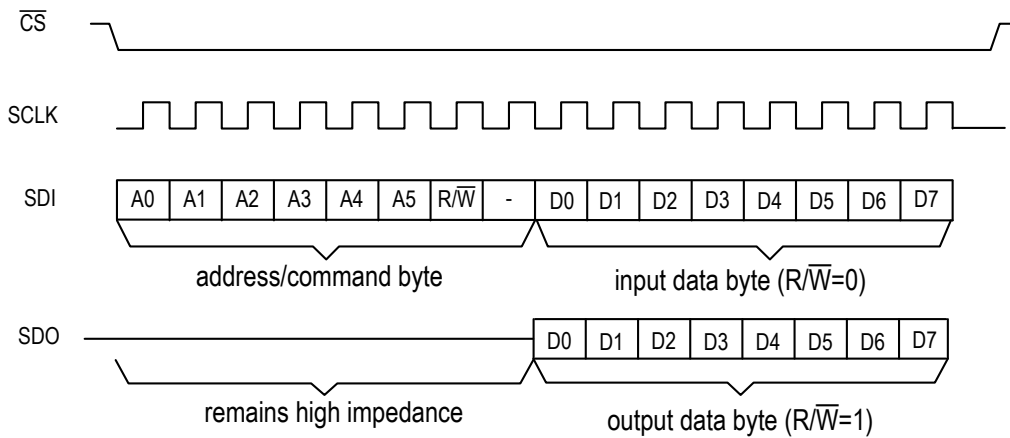 C̅S̅
SCLK
SDI A0 A1 A2 A3 A4 A5 R/W̅ - D0 D1 D2 D3 D4 D5 D6 D7
address/command byte input data byte (R/W̅=0)
SDO D0 D1 D2 D3 D4 D5 D6 D7
remains high impedance output data byte (R/W̅=1)